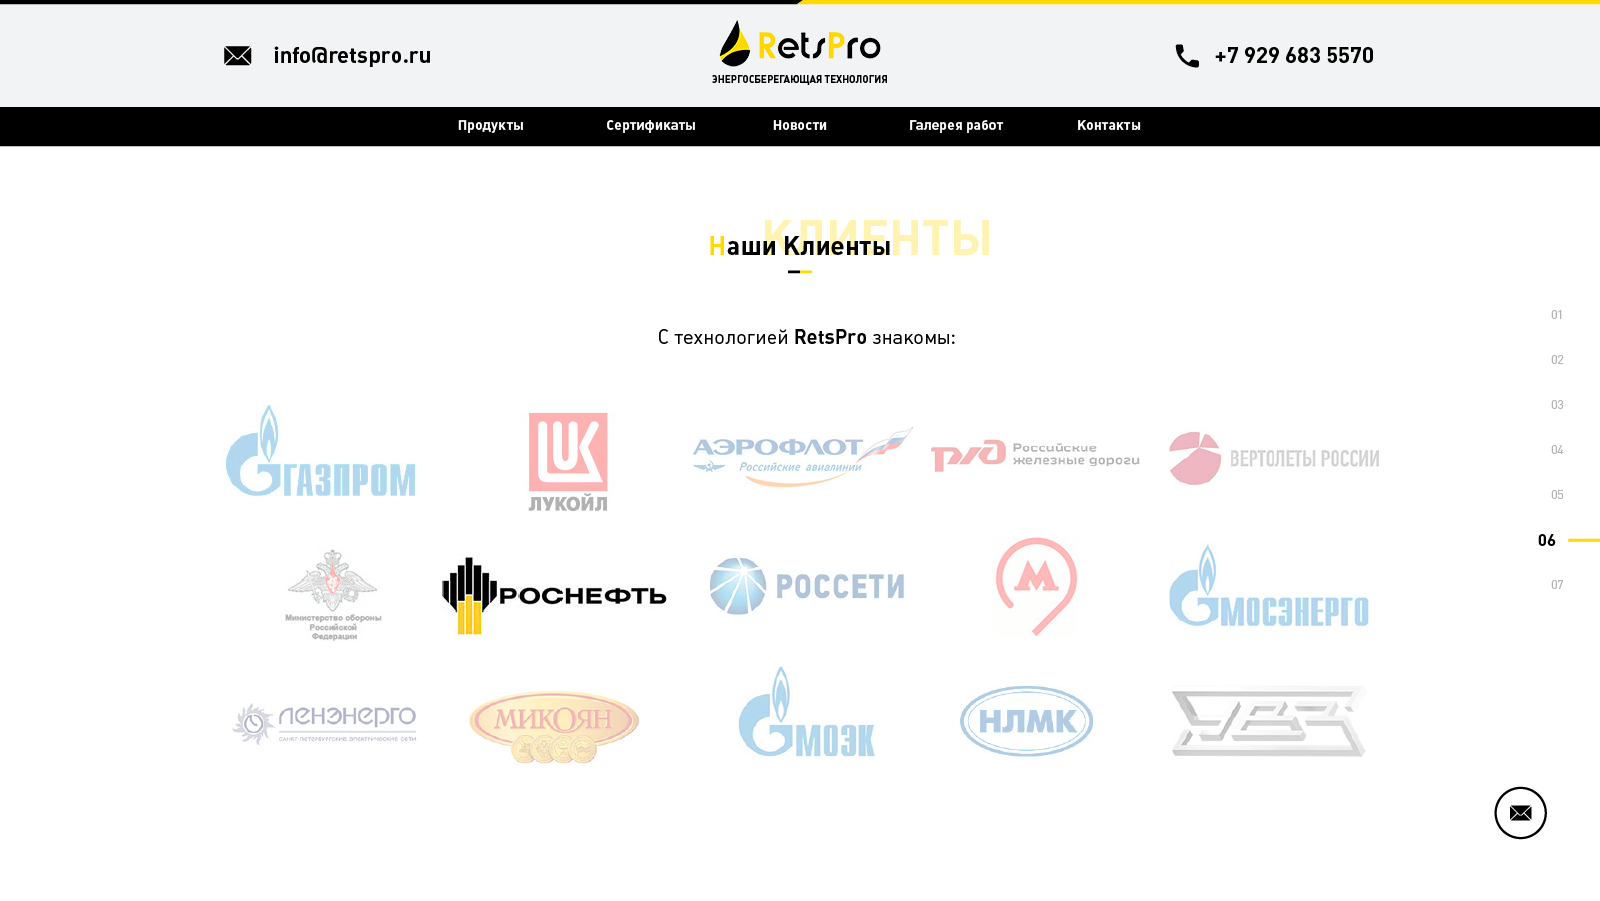 info@retspro.ru
RetsPro
ЭНЕРГОСБЕРЕГАЮЩАЯ ТЕХНОЛОГИЯ
+7 929 683 5570
Продукты
Сертификаты
Новости
Галерея работ
Контакты
КЛИЕНТЫ
Наши Клиенты
С технологией RetsPro знакомы:
01
02
03
04
05
06
07
ГАЗПРОМ
LUK
ЛУКОЙЛ
АЭРОФЛОТ
Российские авиалинии
ржд
Российские
железные дороги
ВЕРТОЛЕТЫ РОССИИ
Министерство обороны
Российской
Федерации
РОСНЕФТЬ
РОССЕТИ
М
МОСЭНЕРГО
ЛЕНЭНЕРГО
САНКТ-ПЕТЕРБУРГСКИЕ ЭЛЕКТРИЧЕСКИЕ СЕТИ
МИКОЯН
МОЭК
НЛМК
УВЗ